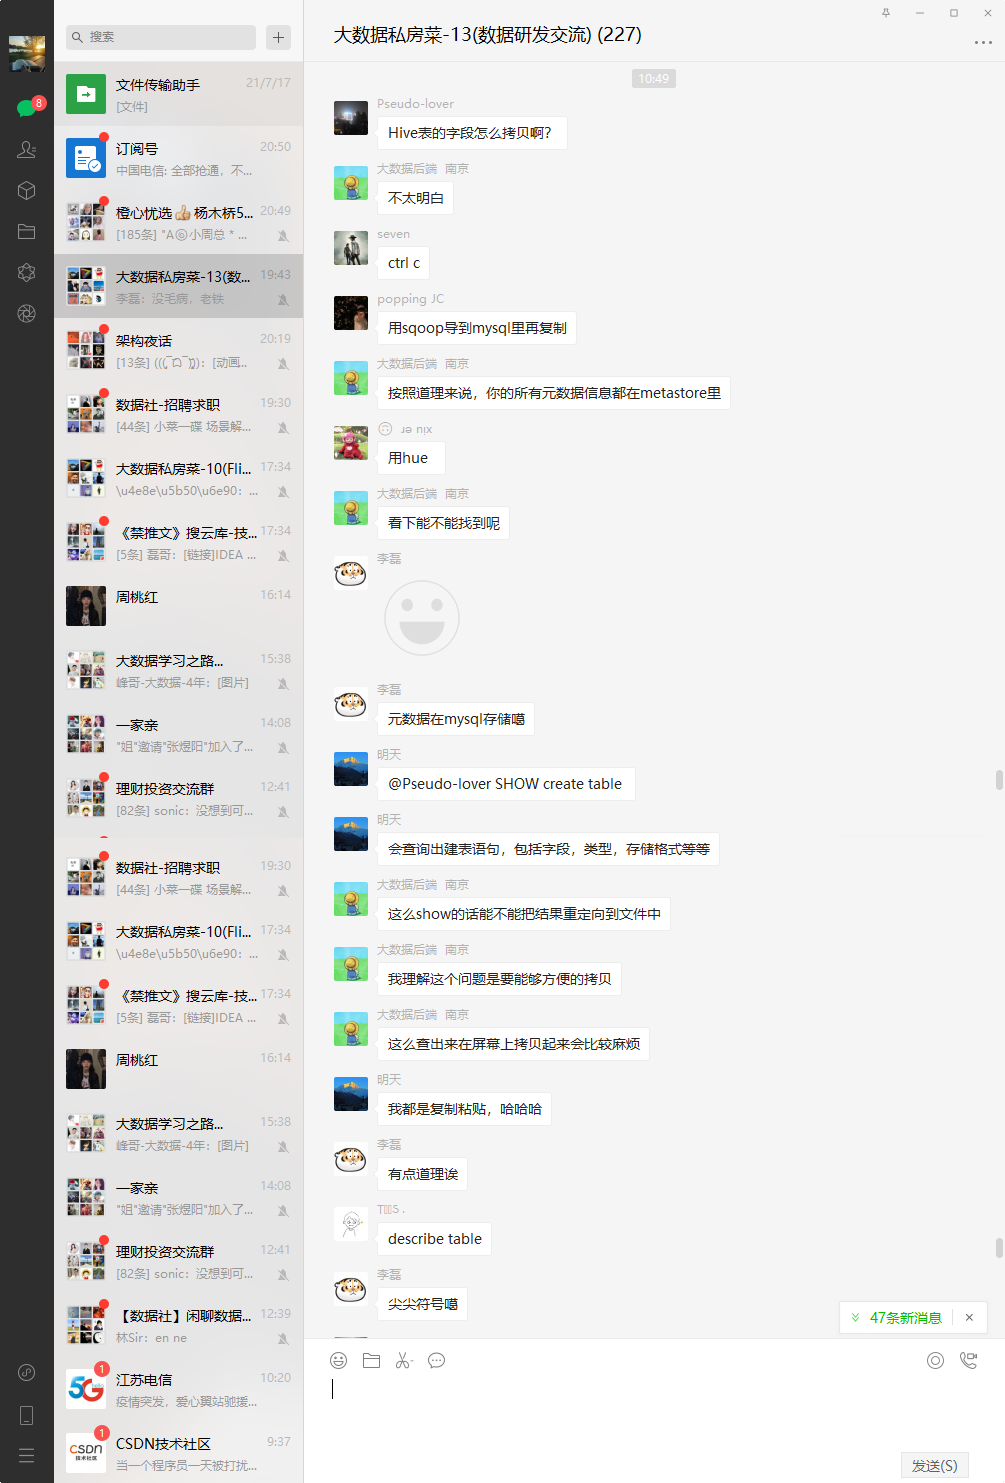 搜索
文件传输助手 21/7/17
[文件]
订阅号 20:50
中国电信: 全部抢通，不...
橙心优选👍杨木桥5... 20:49
[185条] "A㊝小周总 * ...
大数据私房菜-13(数... 19:43
李磊：没毛病，老铁
架构夜话 20:19
[动画...
[13条]
数据社-招聘求职 19:30
[44条] 小菜一碟 场景解...
大数据私房菜-10(Fli... 17:34
\u4e8e\u5b50\u6e90：...
《禁推文》搜云库-技... 17:34
[5条] 磊哥：[链接]IDEA ...
周桃红 16:14
大数据学习之路... 15:38
峰哥-大数据-4年：[图片]
一家亲 14:08
"姐"邀请"张煜阳"加入了...
理财投资交流群 12:41
[82条] sonic：没想到可...
数据社-招聘求职 19:30
[44条] 小菜一碟 场景解...
大数据私房菜-10(Fli... 17:34
\u4e8e\u5b50\u6e90：...
《禁推文》搜云库-技... 17:34
[5条] 磊哥：[链接]IDEA ...
周桃红 16:14
大数据学习之路... 15:38
峰哥-大数据-4年：[图片]
一家亲 14:08
"姐"邀请"张煜阳"加入了...
理财投资交流群 12:41
[82条] sonic：没想到可...
【数据社】闲聊数据... 12:39
林Sir：en ne
江苏电信 10:20
疫情突发，爱心翼站驰援...
CSDN技术社区 9:37
当一个程序员一天被打扰...
8
1
1
5G
hello
CSDN
技术社区
大数据私房菜-13(数据研发交流) (227)
10:49
Pseudo-lover
Hive表的字段怎么拷贝啊？
大数据后端 南京
不太明白
seven
ctrl c
popping JC
用sqoop导到mysql里再复制
大数据后端 南京
按照道理来说，你的所有元数据信息都在metastore里
用hue
大数据后端 南京
看下能不能找到呢
李磊
李磊
元数据在mysql存储噶
明天
@Pseudo-lover SHOW create table
明天
会查询出建表语句，包括字段，类型，存储格式等等
大数据后端 南京
这么show的话能不能把结果重定向到文件中
大数据后端 南京
我理解这个问题是要能够方便的拷贝
大数据后端 南京
这么查出来在屏幕上拷贝起来会比较麻烦
明天
我都是复制粘贴，哈哈哈
李磊
有点道理诶
describe table
李磊
尖尖符号噶
47条新消息
发送(S)